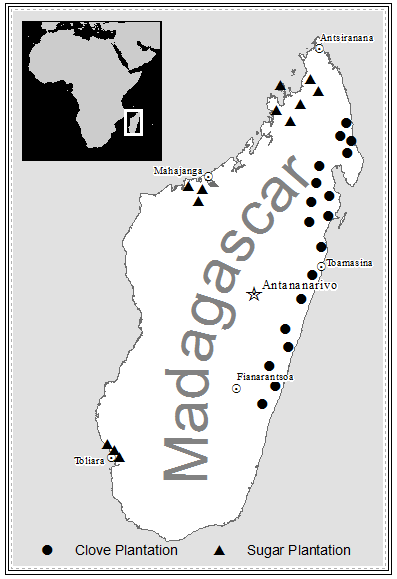 Antsiranana
Mahajanga
Madagascar
Toamasina
Antananarivo
Fianarantsoa
Toliara
Clove Plantation
Sugar Plantation